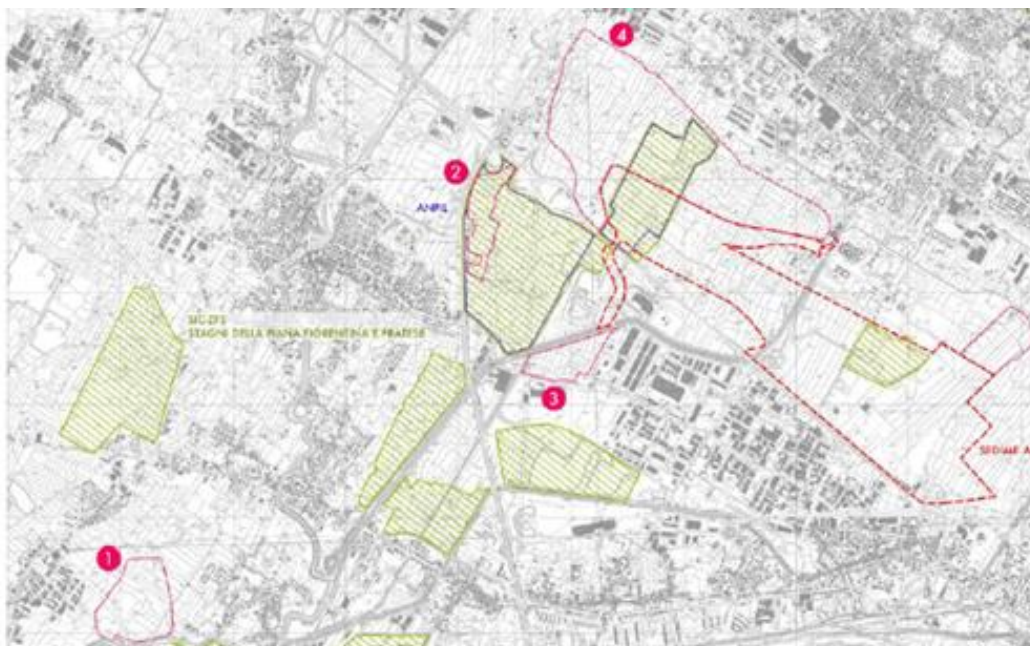 4
2
ANPIL
SIC-ZPS
STAGNI DELLA PIANA FIORENTINA E PRATESE
3
SEDIME A
1